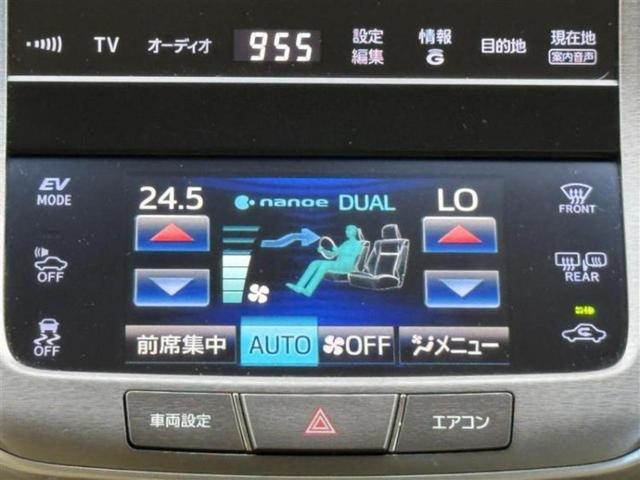 TV オーディオ 955 設定編集 情報G 目的地 現在地 案内音声
EV MODE
24.5 nanoe DUAL LO
FRONT
OFF
REAR
OFF
前席集中 AUTO OFF メニュー
車両設定 エアコン